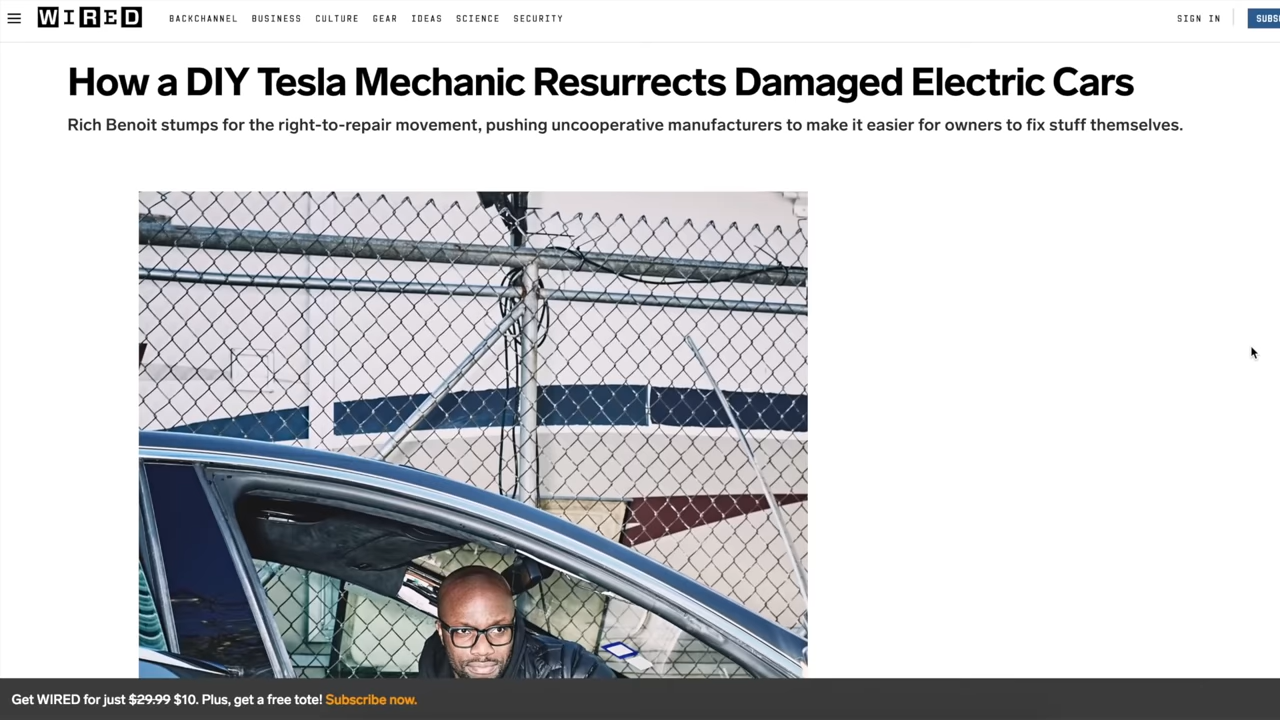 WIRED
BACKCHANNEL BUSINESS CULTURE GEAR IDEAS SCIENCE SECURITY
SIGN IN
SUBS
How a DIY Tesla Mechanic Resurrects Damaged Electric Cars
Rich Benoit stumps for the right-to-repair movement, pushing uncooperative manufacturers to make it easier for owners to fix stuff themselves.
Get WIRED for just $29.99 $10. Plus, get a free tote! Subscribe now.